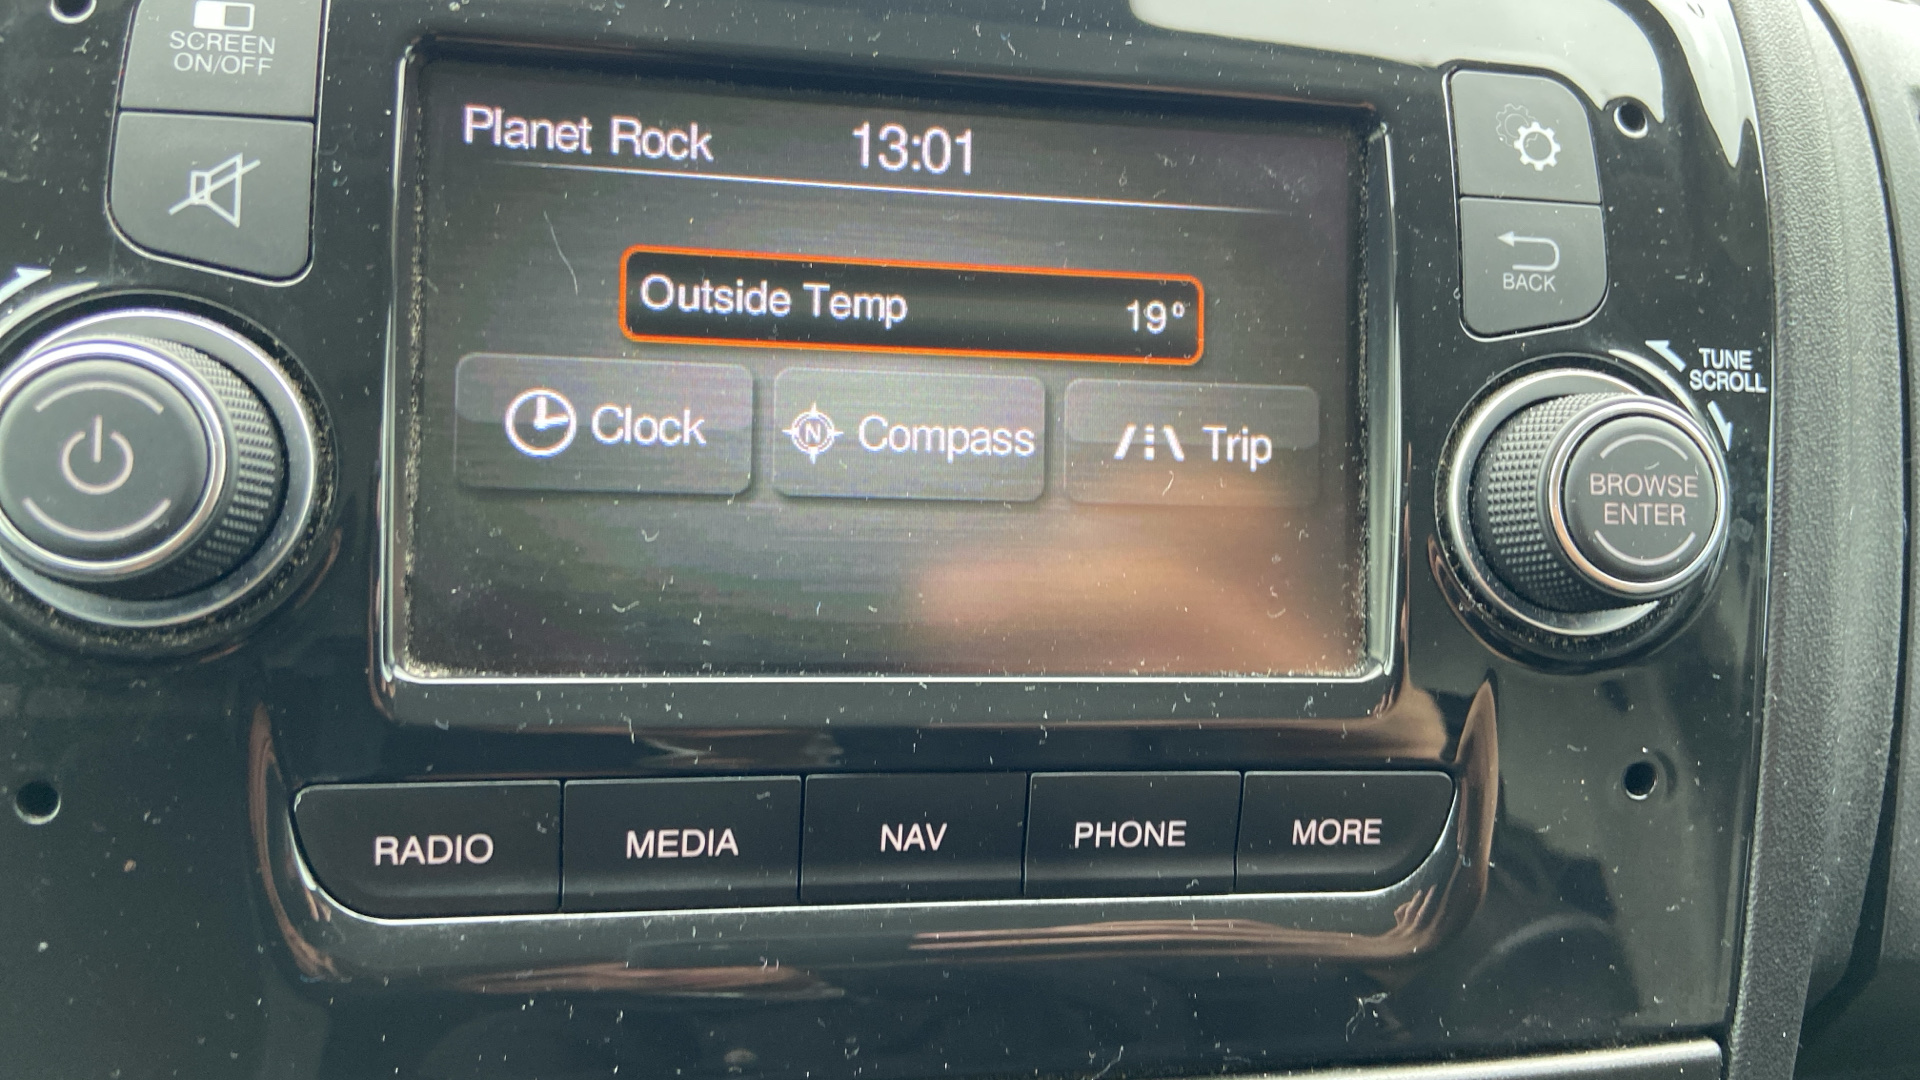 SCREEN
ON/OFF
Planet Rock 13:01
Outside Temp 19°
Clock
N
Compass
Trip
BACK
TUNE
SCROLL
BROWSE
ENTER
RADIO
MEDIA
NAV
PHONE
MORE